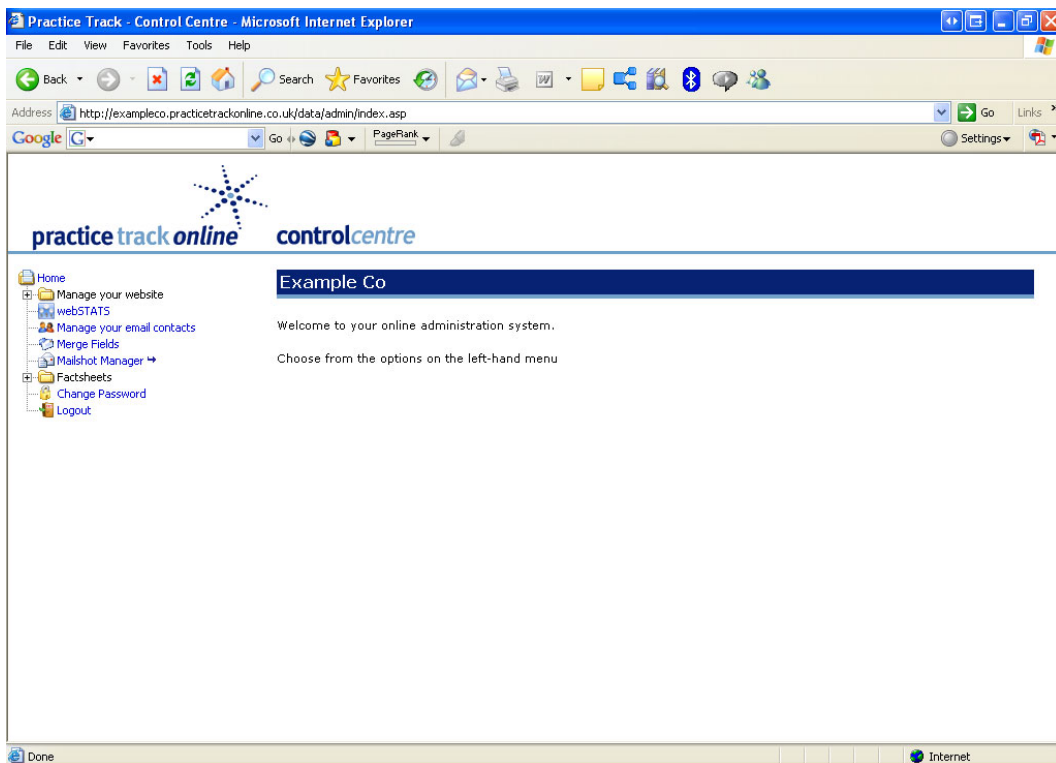 Practice Track - Control Centre - Microsoft Internet Explorer
File Edit View Favorites Tools Help
Back Search Favorites
Address http://exampleco.practicetrackonline.co.uk/data/admin/index.asp Go Links
Google G Go PageRank Settings
practice track online controlcentre
Home
Manage your website
webSTATS
Manage your email contacts
Merge Fields
Mailshot Manager
Factsheets
Change Password
Logout
Example Co
Welcome to your online administration system.
Choose from the options on the left-hand menu
Done Internet